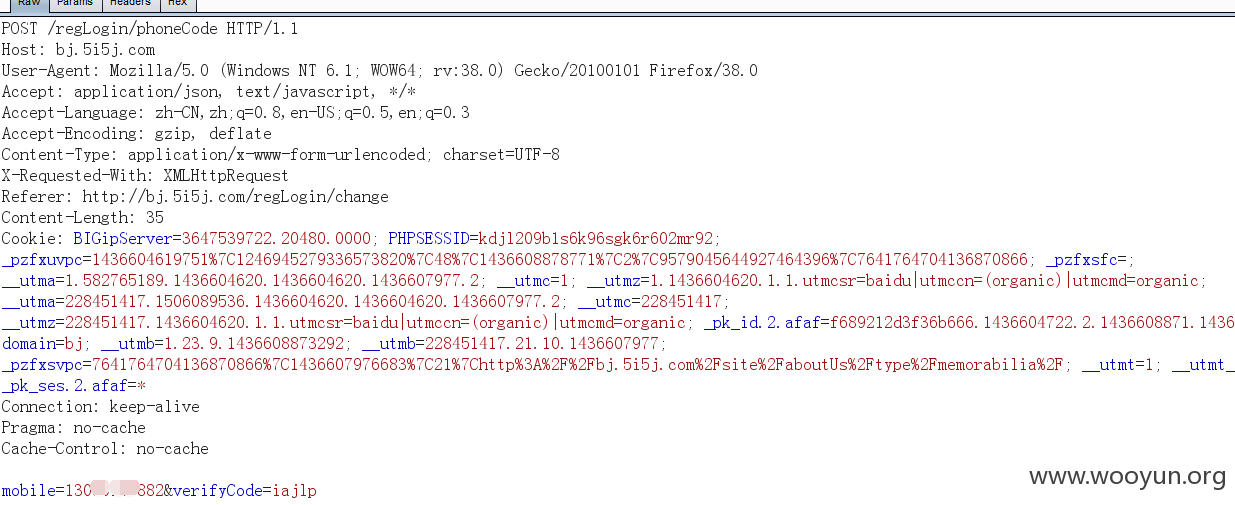 Raw Params Headers Hex
POST /regLogin/phoneCode HTTP/1.1
Host: bj.5i5j.com
User-Agent: Mozilla/5.0 (Windows NT 6.1; WOW64; rv:38.0) Gecko/20100101 Firefox/38.0
Accept: application/json, text/javascript, */*
Accept-Language: zh-CN,zh;q=0.8,en-US;q=0.5,en;q=0.3
Accept-Encoding: gzip, deflate
Content-Type: application/x-www-form-urlencoded; charset=UTF-8
X-Requested-With: XMLHttpRequest
Referer: http://bj.5i5j.com/regLogin/change
Content-Length: 35
Cookie: BIGipServer=3647539722.20480.0000; PHPSESSID=kdjl209bls6k96sgk6r602mr92;
_pzfxuvpc=1436604619751%7C1246945279336573820%7C48%7C1436608878771%7C2%7C9579045644927464396%7C7641764704136870866; _pzfxsfc=;
__utma=1.582765189.1436604620.1436604620.1436607977.2; __utmc=1; __utmz=1.1436604620.1.1.utmcsr=baidu|utmccn=(organic)|utmcmd=organic;
__utma=228451417.1506089536.1436604620.1436604620.1436607977.2; __utmc=228451417;
__utmz=228451417.1436604620.1.1.utmcsr=baidu|utmccn=(organic)|utmcmd=organic; _pk_id.2.afaf=f689212d3f36b666.1436604722.2.1436608871.1436
domain=bj; __utmb=1.23.9.1436608873292; __utmb=228451417.21.10.1436607977;
_pzfxsvpc=7641764704136870866%7C1436607976683%7C21%7Chttp%3A%2F%2Fbj.5i5j.com%2Fsite%2FaboutUs%2Ftype%2Fmemorabilia%2F; __utmt=1; __utmt_
_pk_ses.2.afaf=*
Connection: keep-alive
Pragma: no-cache
Cache-Control: no-cache
mobile=130 882&verifyCode=iajlp
www.wooyun.org